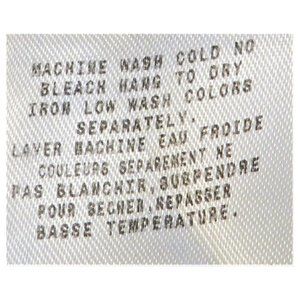 MACHINE WASH COLD NO
BLEACH HANG TO DRY
IRON LOW WASH COLORS
SEPARATELY.
LAVER MACHINE EAU FROIDE
COULEURS SEPAREMENT NE
PAS BLANCHIR, SUSPENDRE
POUR SECHER, REPASSER
BASSE TEMPERATURE.